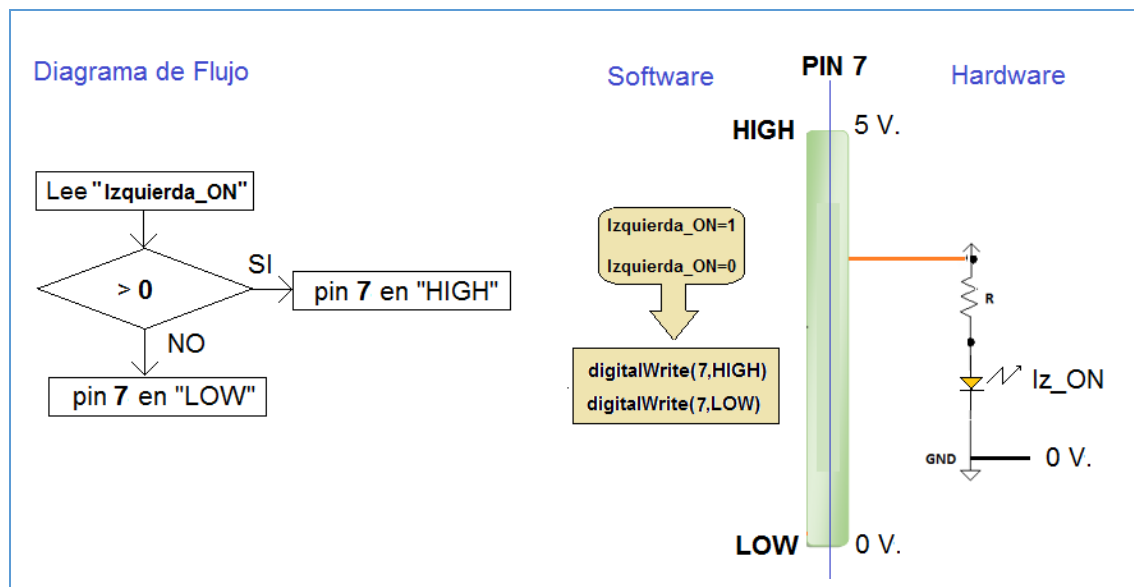 Diagrama de Flujo
Lee "Izquierda_ON"
> 0
SI
pin 7 en "HIGH"
NO
pin 7 en "LOW"
Software
PIN 7
Hardware
HIGH
5 V.
Izquierda_ON=1
Izquierda_ON=0
digitalWrite(7,HIGH)
digitalWrite(7,LOW)
R
Iz_ON
GND
0 V.
LOW
0 V.